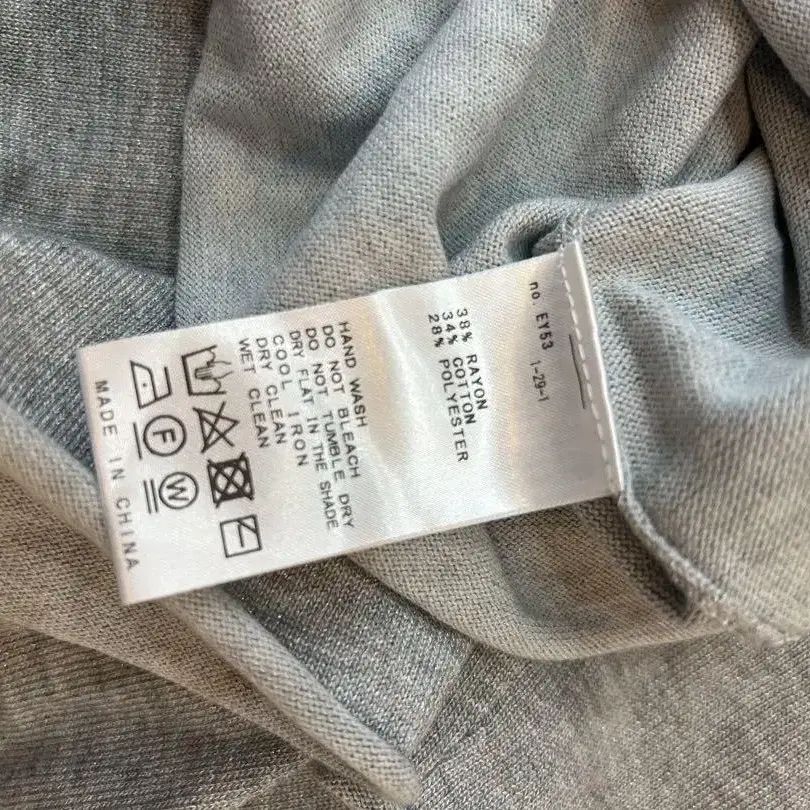 no. EY53 1-29-1
38% RAYON
34% COTTON
28% POLYESTER
HAND WASH
DO NOT BLEACH
DO NOT TUMBLE DRY
DRY FLAT IN THE SHADE
COOL IRON
DRY CLEAN
WET CLEAN
F W
MADE IN CHINA